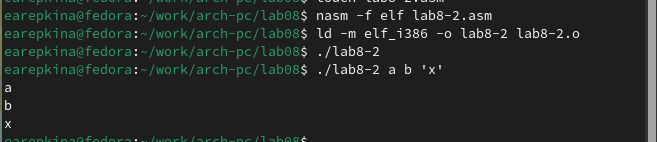 touch lab8-2.asm
earepkina@fedora:~/work/arch-pc/lab08$ nasm -f elf lab8-2.asm
earepkina@fedora:~/work/arch-pc/lab08$ ld -m elf_i386 -o lab8-2 lab8-2.o
earepkina@fedora:~/work/arch-pc/lab08$ ./lab8-2
earepkina@fedora:~/work/arch-pc/lab08$ ./lab8-2 a b 'x'
a
b
x
earepkina@fedora:~/work/arch-pc/lab08$